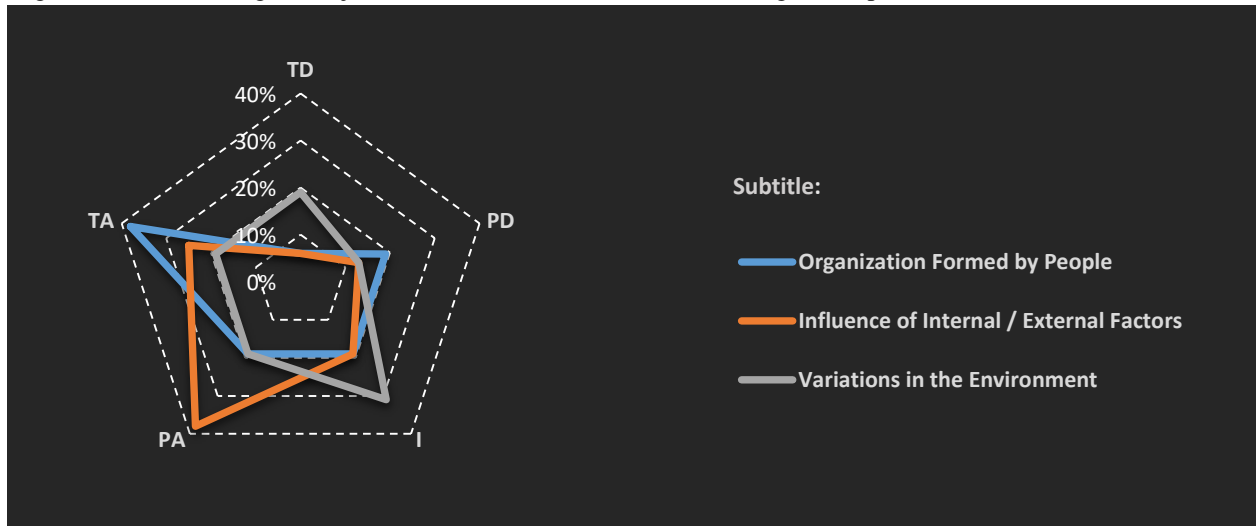 TD
40%
30%
20%
10%
0%
TA
PD
PA
I
Subtitle:
Organization Formed by People
Influence of Internal / External Factors
Variations in the Environment